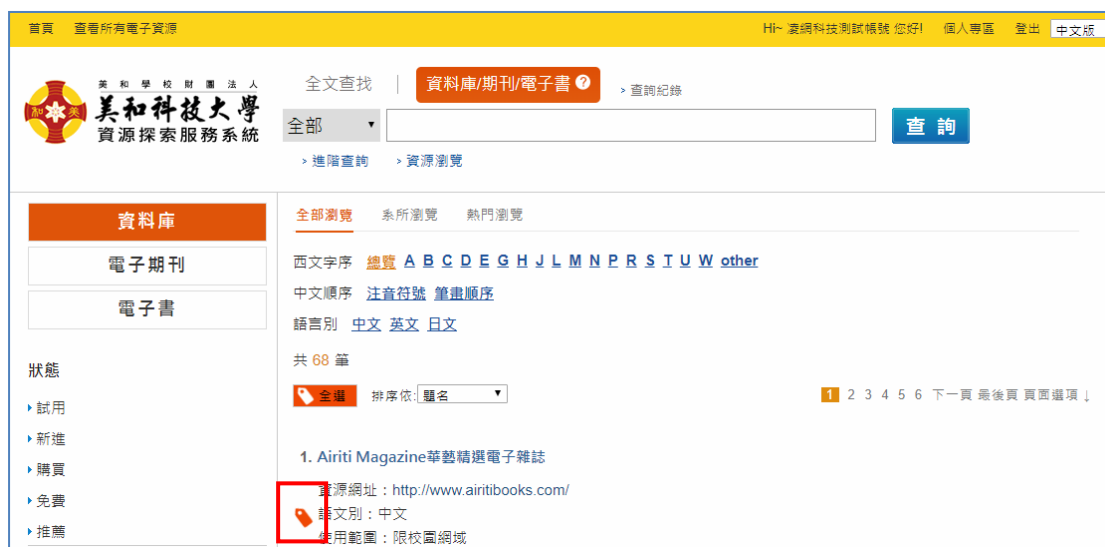 首頁 查看所有電子資源 Hi~ 凌網科技測試帳號 您好! 個人專區 登出 中文版
美和學校財團法人
美和科技大學
資源探索服務系統
和 美
全文查找 | 資料庫/期刊/電子書 ? › 查詢紀錄
全部 ▼ 查 詢
› 進階查詢 › 資源瀏覽
資料庫
電子期刊
電子書
狀態
試用
新進
購買
免費
推薦
全部瀏覽 系所瀏覽 熱門瀏覽
西文字序 總覽 A B C D E G H J L M N P R S T U W other
中文順序 注音符號 筆畫順序
語言別 中文 英文 日文
共 68 筆
全選 排序依: 題名 ▼ 1 2 3 4 5 6 下一頁 最後頁 頁面選項 ↓
1. Airiti Magazine華藝精選電子雜誌
資源網址：http://www.airitibooks.com/
語文別：中文
使用範圍：限校園網域